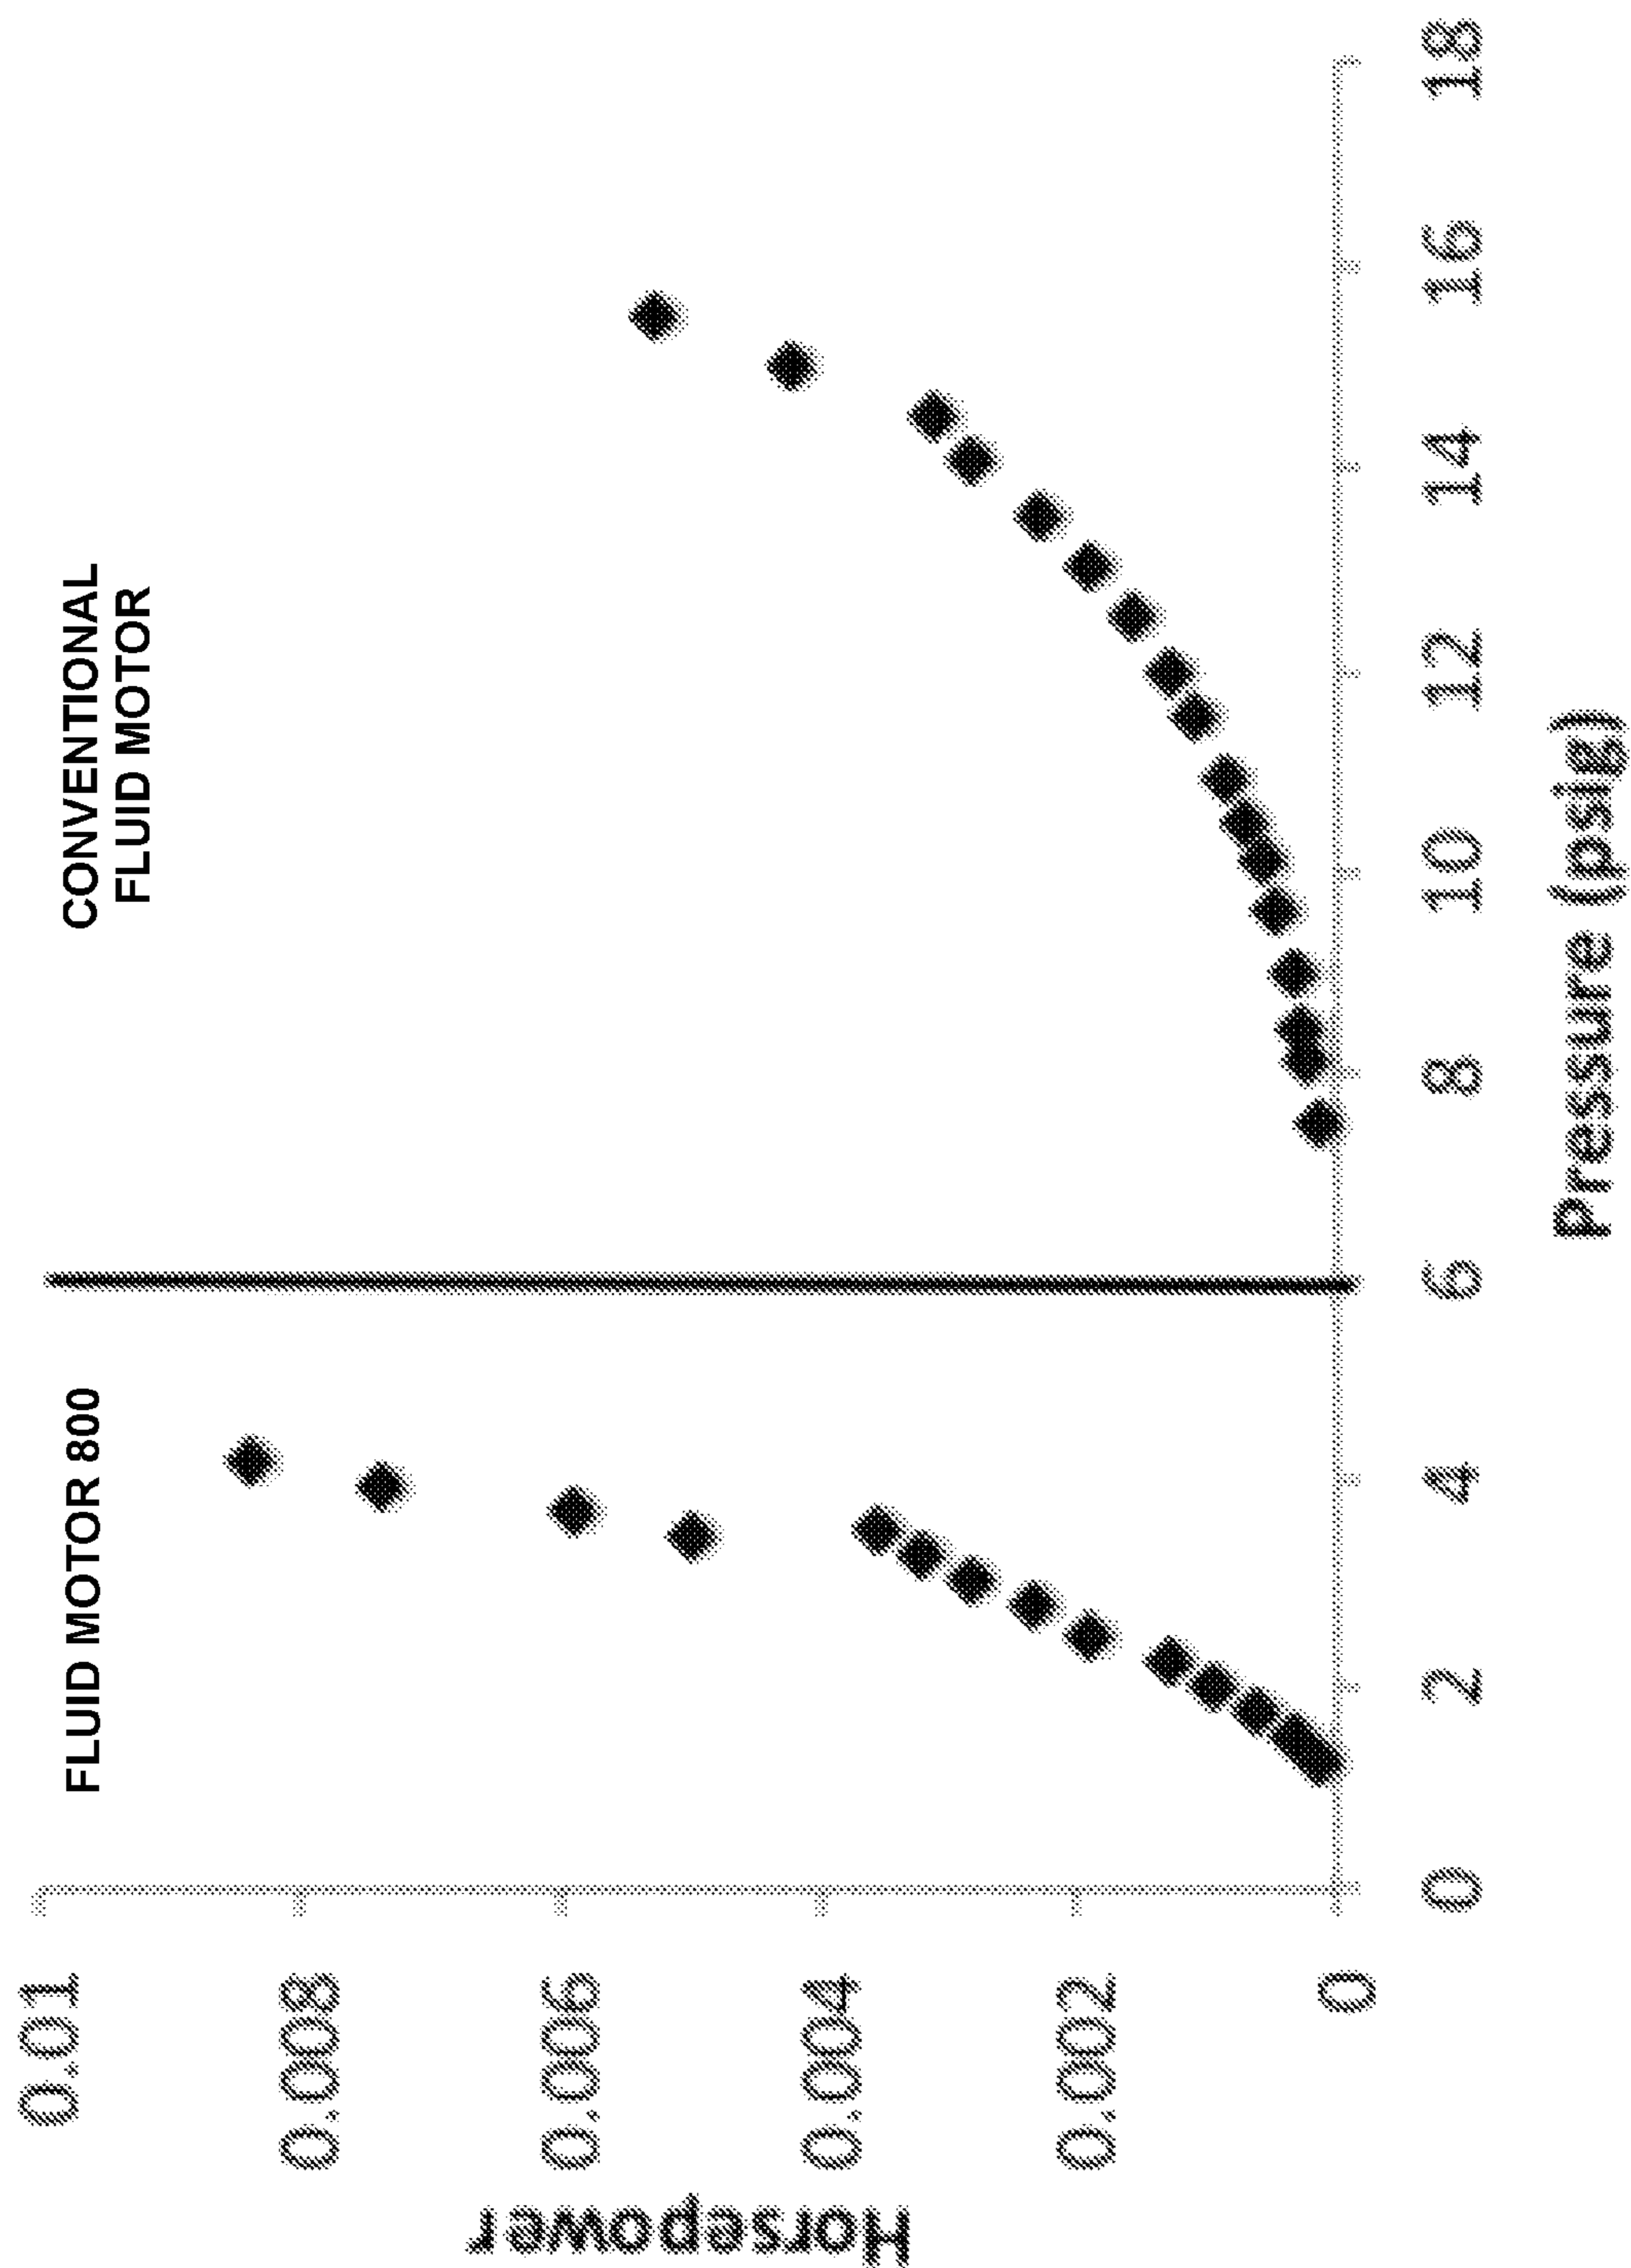 FLUID MOTOR 800
CONVENTIONAL
FLUID MOTOR
Horsepower
0.01
0.008
0.006
0.004
0.002
0
0 2 4 6 8 10 12 14 16 18
Pressure (psig)